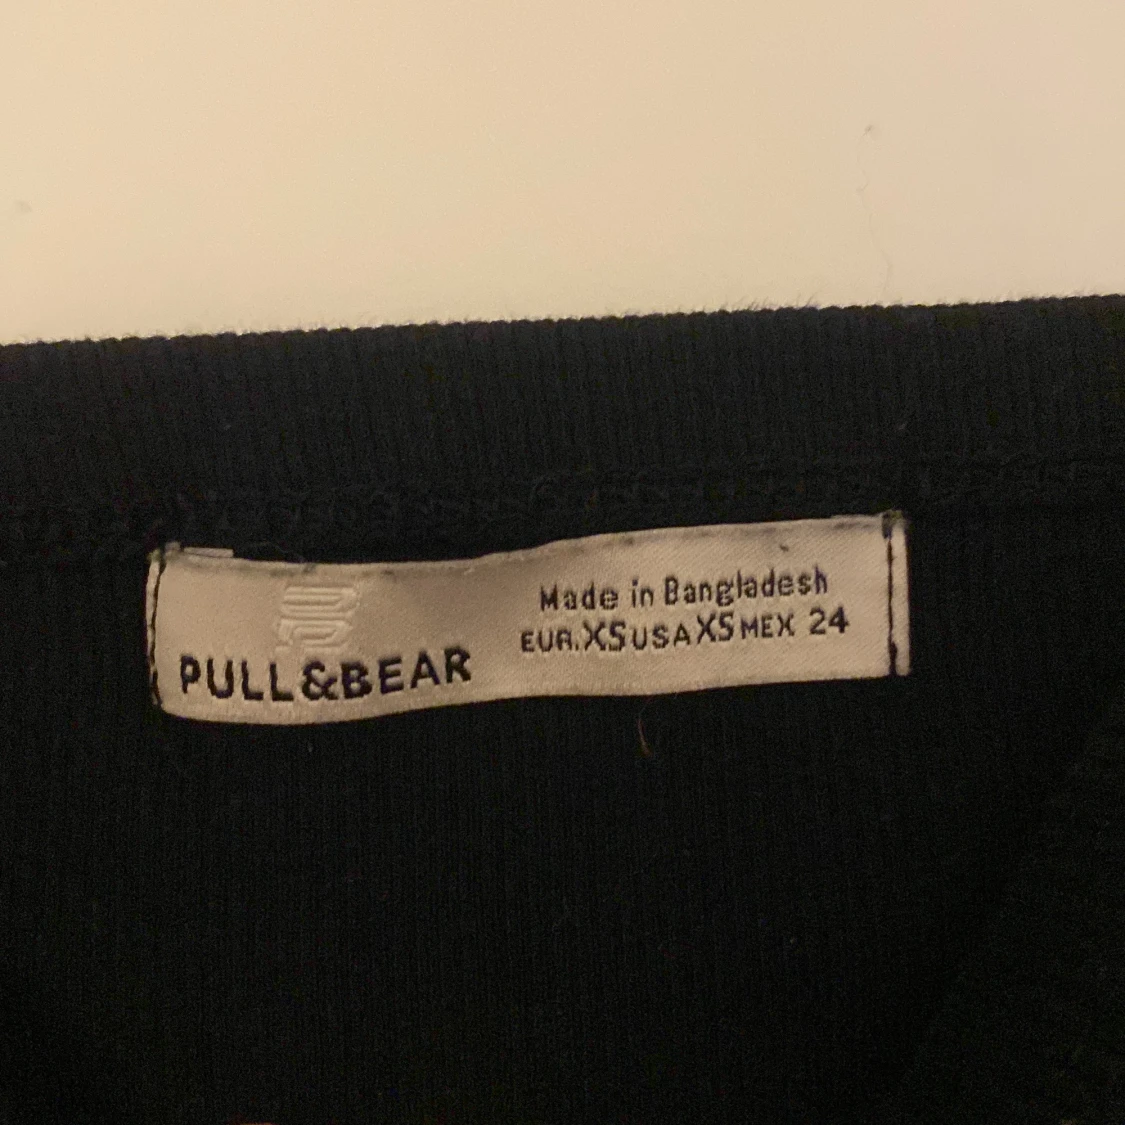 PULL&BEAR
Made in Bangladesh
EUR.XS USA XS MEX 24